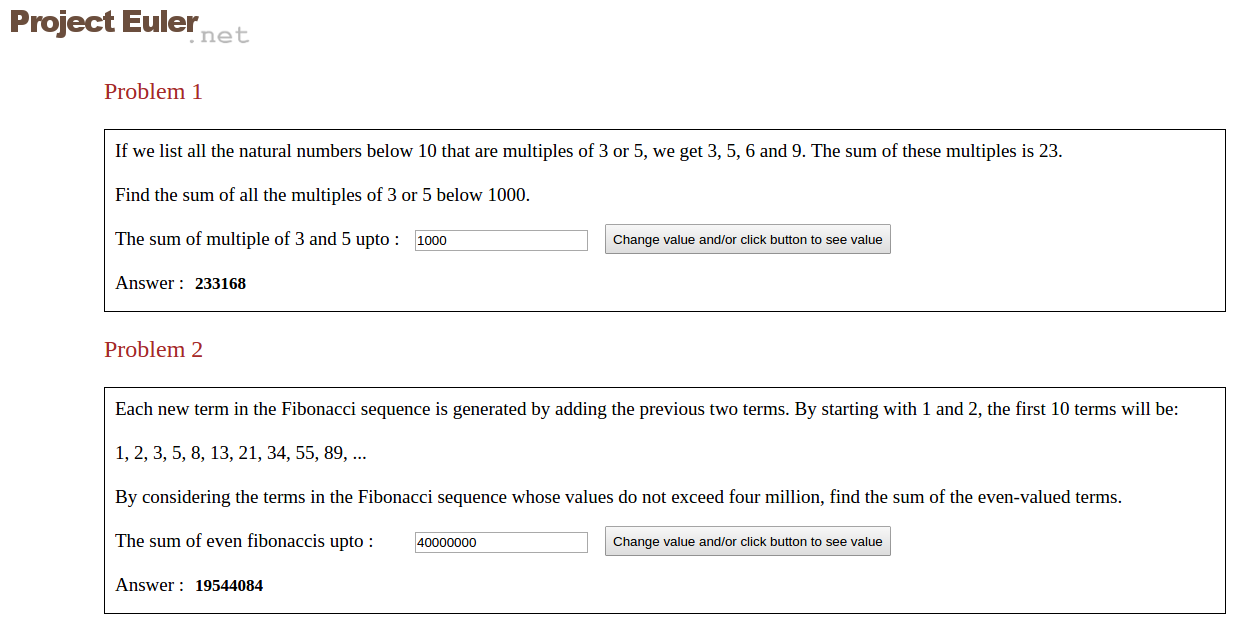 Project Euler
.net
Problem 1
If we list all the natural numbers below 10 that are multiples of 3 or 5, we get 3, 5, 6 and 9. The sum of these multiples is 23.
Find the sum of all the multiples of 3 or 5 below 1000.
The sum of multiple of 3 and 5 upto : 1000 Change value and/or click button to see value
Answer : 233168
Problem 2
Each new term in the Fibonacci sequence is generated by adding the previous two terms. By starting with 1 and 2, the first 10 terms will be:
1, 2, 3, 5, 8, 13, 21, 34, 55, 89, ...
By considering the terms in the Fibonacci sequence whose values do not exceed four million, find the sum of the even-valued terms.
The sum of even fibonaccis upto : 40000000 Change value and/or click button to see value
Answer : 19544084